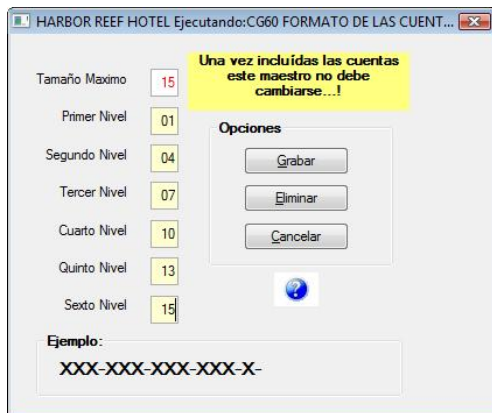 HARBOR REEF HOTEL Ejecutando:CG60 FORMATO DE LAS CUENT...
Una vez incluídas las cuentas
este maestro no debe
cambiarse...!
Tamaño Maximo 15
Primer Nivel 01
Segundo Nivel 04
Tercer Nivel 07
Cuarto Nivel 10
Quinto Nivel 13
Sexto Nivel 15
Opciones
Grabar
Eliminar
Cancelar
?
Ejemplo:
XXX-XXX-XXX-XXX-X-